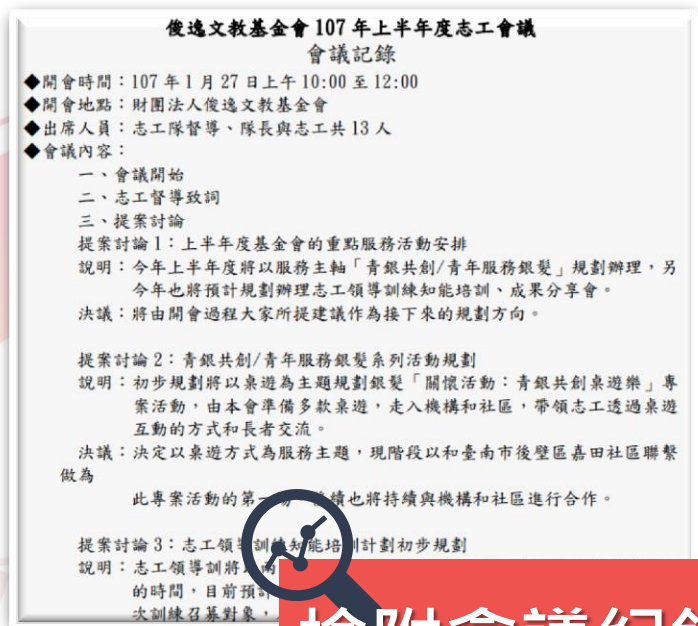 俊逸文教基金會 107 年上半年度志工會議
會議記錄
◆開會時間：107 年 1 月 27 日上午 10:00 至 12:00
◆開會地點：財團法人俊逸文教基金會
◆出席人員：志工隊督導、隊長與志工共 13 人
◆會議內容：
一、會議開始
二、志工督導致詞
三、提案討論
提案討論 1：上半年度基金會的重點服務活動安排
說明：今年上半年度將以服務主軸「青銀共創/青年服務銀髮」規劃辦理，另
今年也將預計規劃辦理志工領導訓練知能培訓、成果分享會。
決議：將由開會過程大家所提建議作為接下來的規劃方向。
提案討論 2：青銀共創/青年服務銀髮系列活動規劃
說明：初步規劃將以桌遊為主題規劃銀髮「關懷活動：青銀共創桌遊樂」專
案活動，由本會準備多款桌遊，走入機構和社區，帶領志工透過桌遊
互動的方式和長者交流。
決議：決定以桌遊方式為服務主題，現階段以和臺南市後壁區嘉田社區聯繫
做為
此專案活動的第一 續也將持續與機構和社區進行合作。
提案討論 3：志工領 訓 知能培訓計劃初步規劃
說明：志工領導訓將
的時間，目前預
次訓練召募對象，
檢附會議紀錄